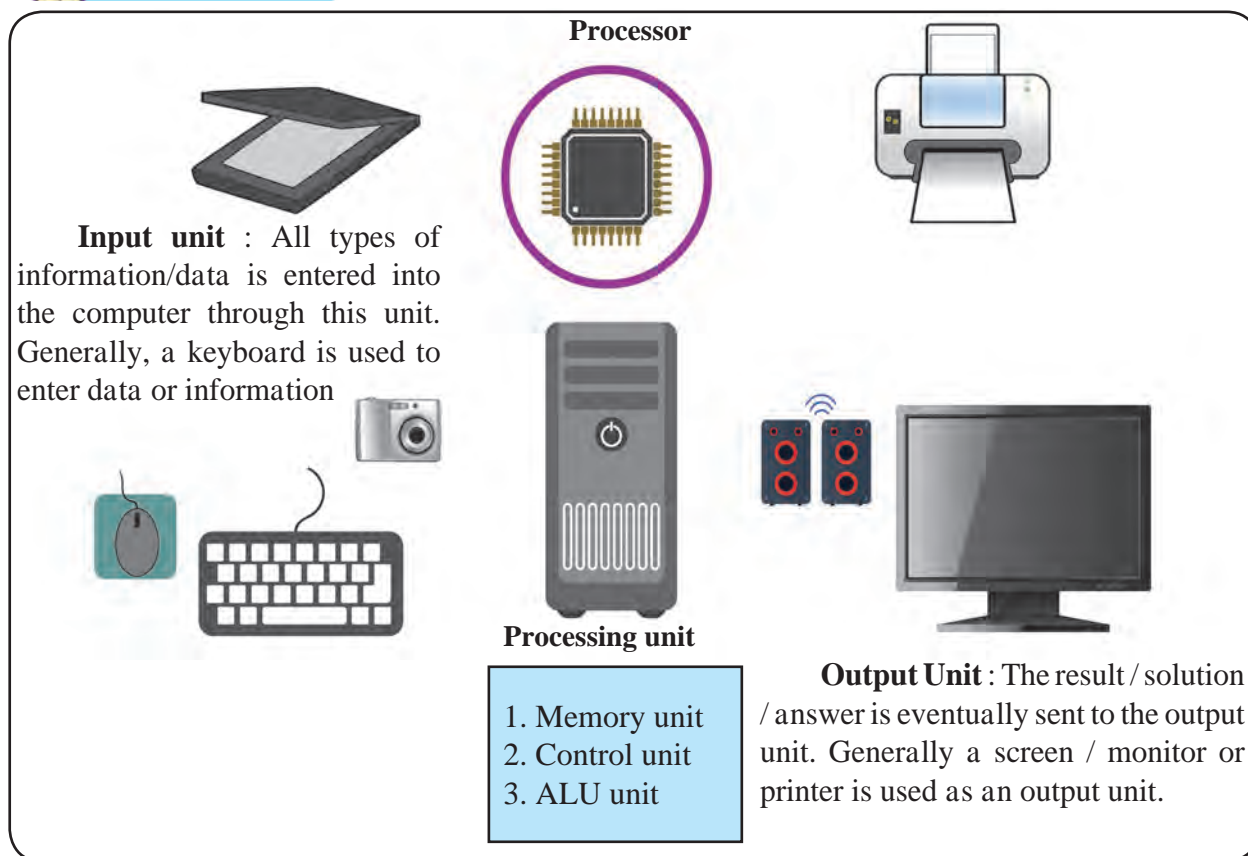 Processor
Input unit : All types of
information/data is entered into
the computer through this unit.
Generally, a keyboard is used to
enter data or information
Processing unit
1. Memory unit
2. Control unit
3. ALU unit
Output Unit : The result / solution
/ answer is eventually sent to the output
unit. Generally a screen / monitor or
printer is used as an output unit.